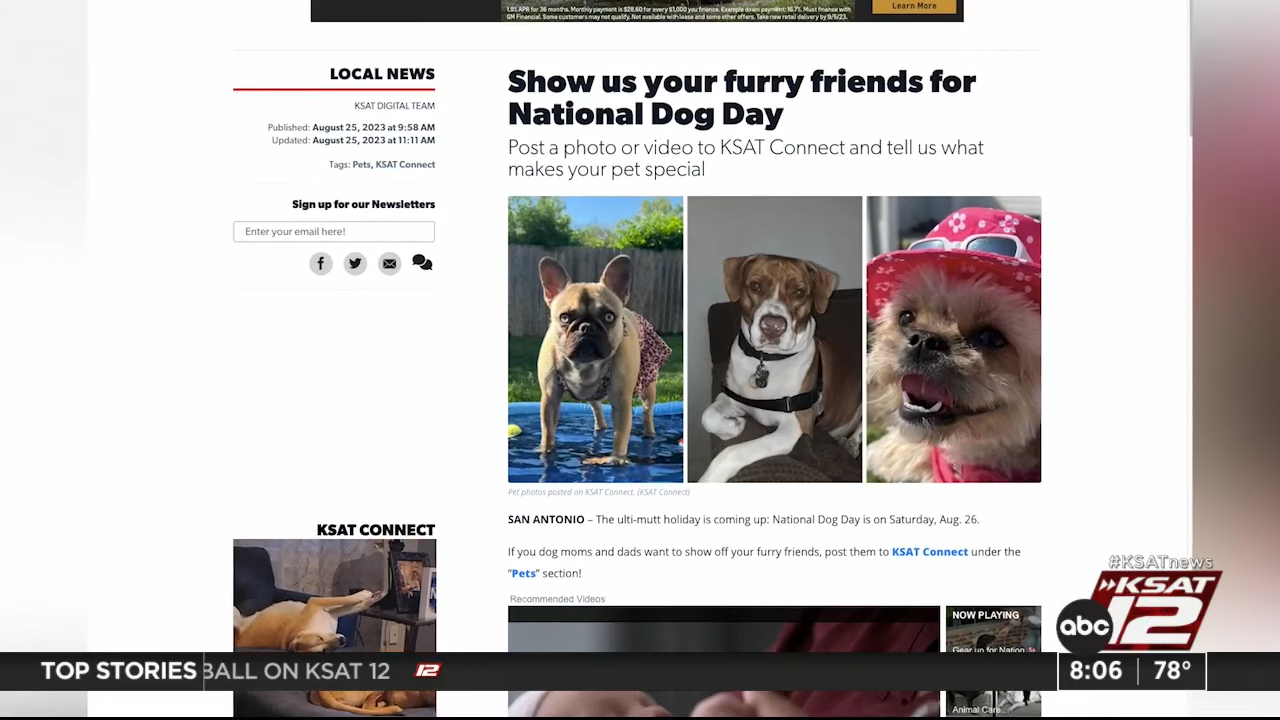 1.91 APR for 36 months. Monthly payment is $28.60 for every $1,000 you finance. Example down payment: 16.7%. Must finance with
GM Financial. Some customers may not qualify. Not available with lease and some other offers. Take new retail delivery by 9/5/23.
Learn More
LOCAL NEWS
KSAT DIGITAL TEAM
Published: August 25, 2023 at 9:58 AM
Updated: August 25, 2023 at 11:11 AM
Tags: Pets, KSAT Connect
Sign up for our Newsletters
Enter your email here!
Show us your furry friends for
National Dog Day
Post a photo or video to KSAT Connect and tell us what
makes your pet special
Pet photos posted on KSAT Connect. (KSAT Connect)
SAN ANTONIO – The ulti-mutt holiday is coming up: National Dog Day is on Saturday, Aug. 26.
If you dog moms and dads want to show off your furry friends, post them to KSAT Connect under the
“Pets” section!
Recommended Videos
KSAT CONNECT
NOW PLAYING
Gear up for Nation
Animal Care...
#KSATnews
KSAT
abc 12
TOP STORIES BALL ON KSAT 12 12
8:06 78°